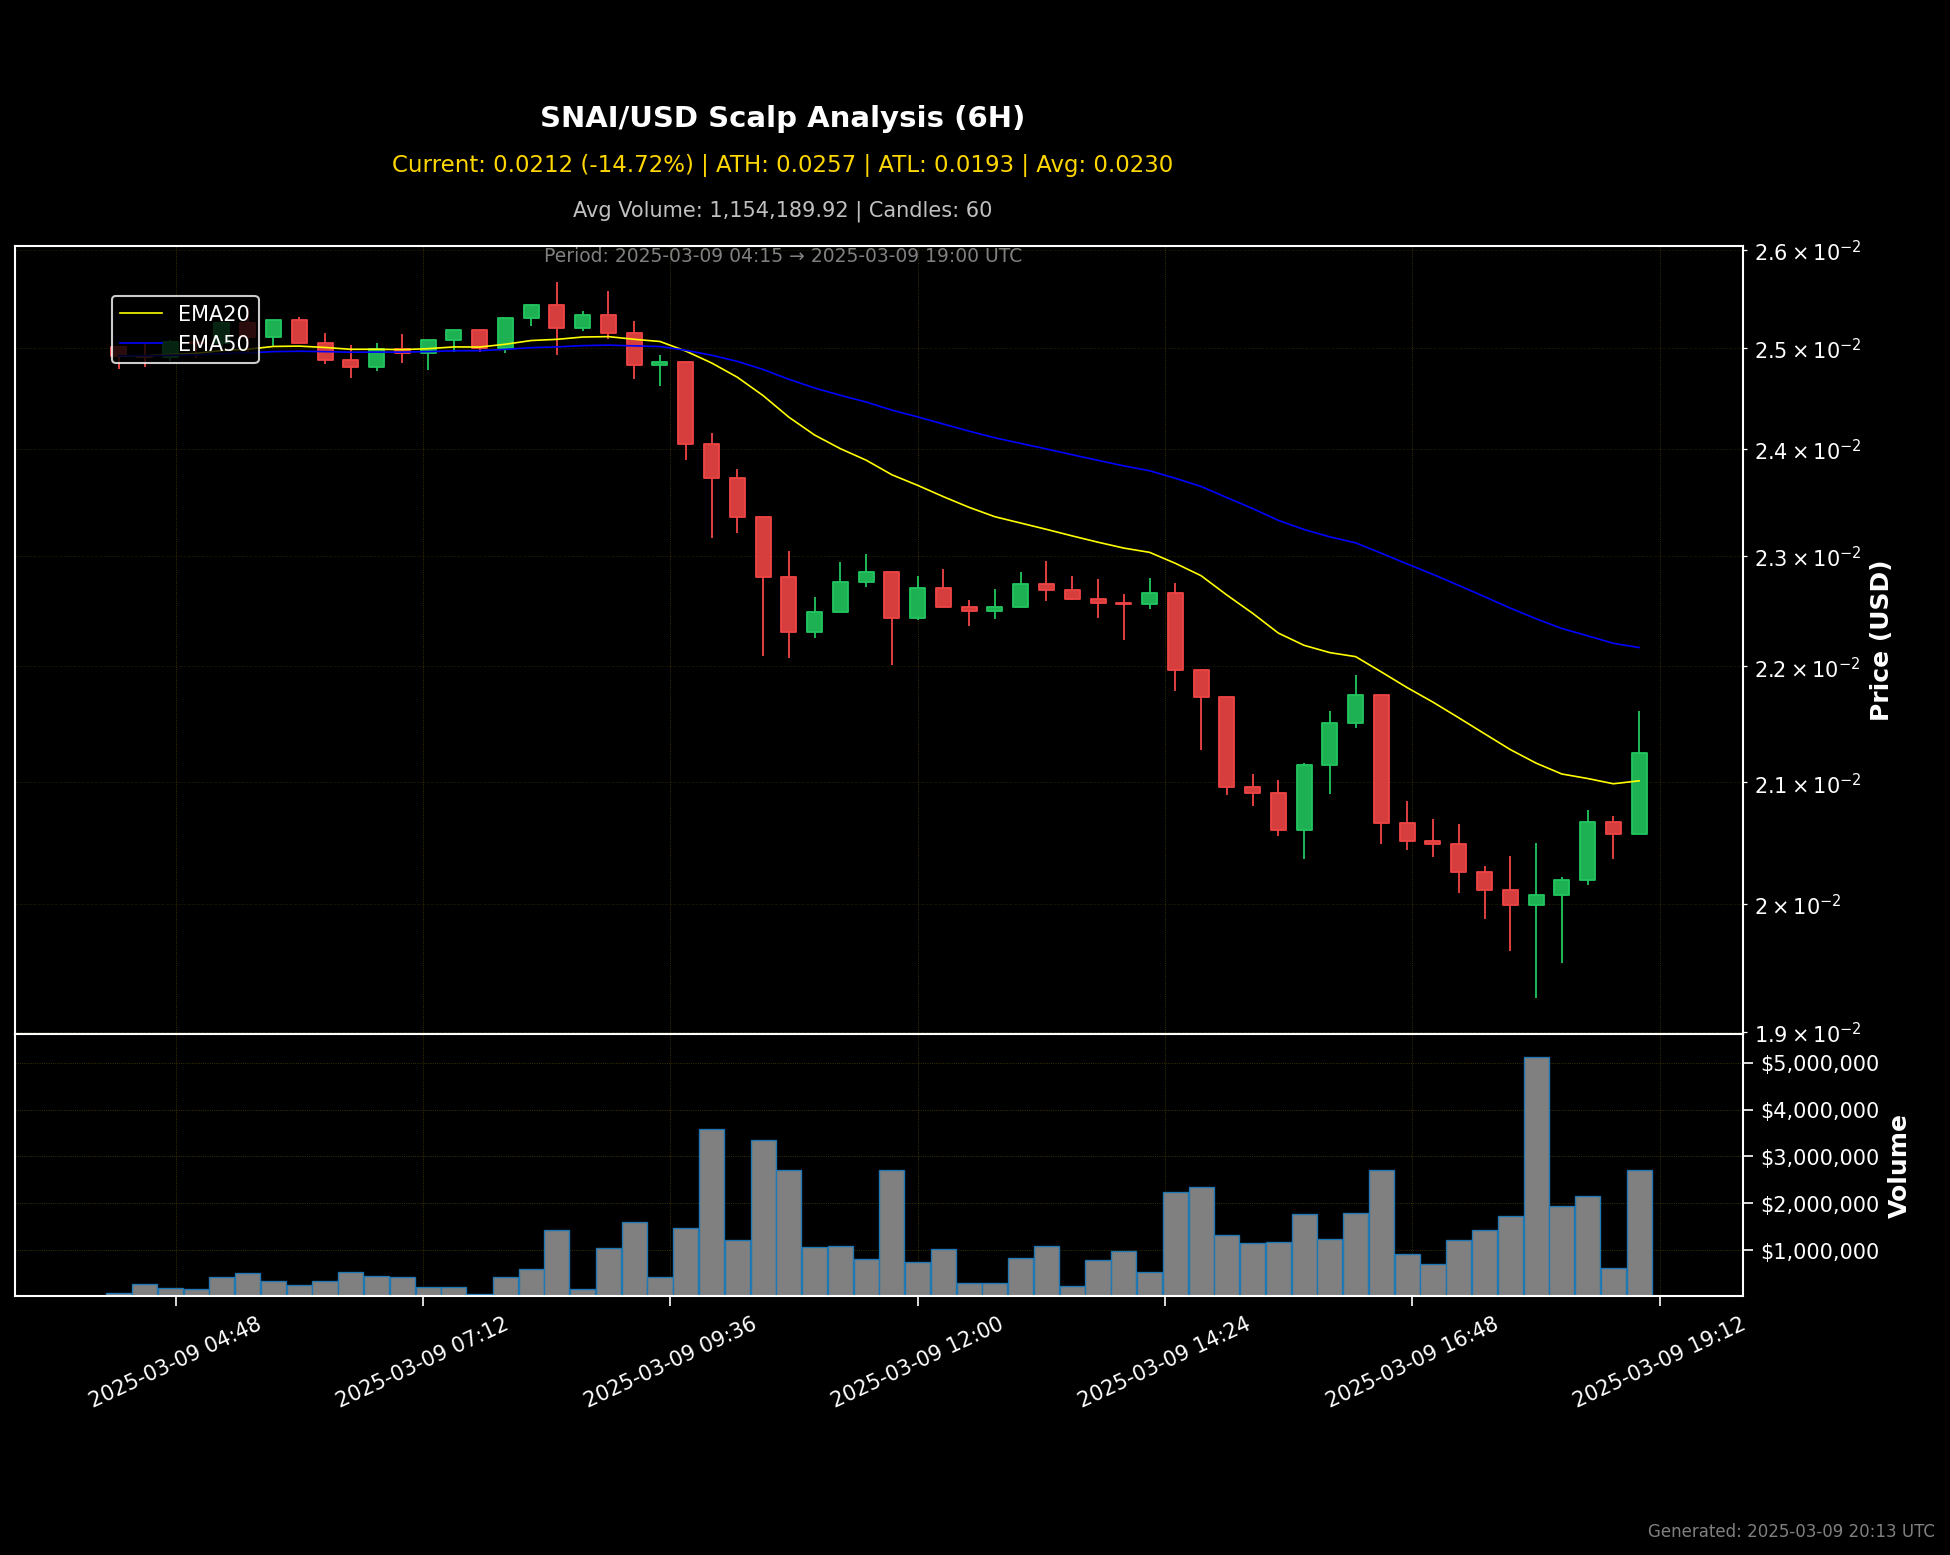 SNAI/USD Scalp Analysis (6H)
Current: 0.0212 (-14.72%) | ATH: 0.0257 | ATL: 0.0193 | Avg: 0.0230
Avg Volume: 1,154,189.92 | Candles: 60
Period: 2025-03-09 04:15 → 2025-03-09 19:00 UTC
EMA20
EMA50
2.6 × 10⁻²
2.5 × 10⁻²
2.4 × 10⁻²
2.3 × 10⁻²
2.2 × 10⁻²
2.1 × 10⁻²
2 × 10⁻²
1.9 × 10⁻²
Price (USD)
$5,000,000
$4,000,000
$3,000,000
$2,000,000
$1,000,000
Volume
2025-03-09 04:48
2025-03-09 07:12
2025-03-09 09:36
2025-03-09 12:00
2025-03-09 14:24
2025-03-09 16:48
2025-03-09 19:12
Generated: 2025-03-09 20:13 UTC